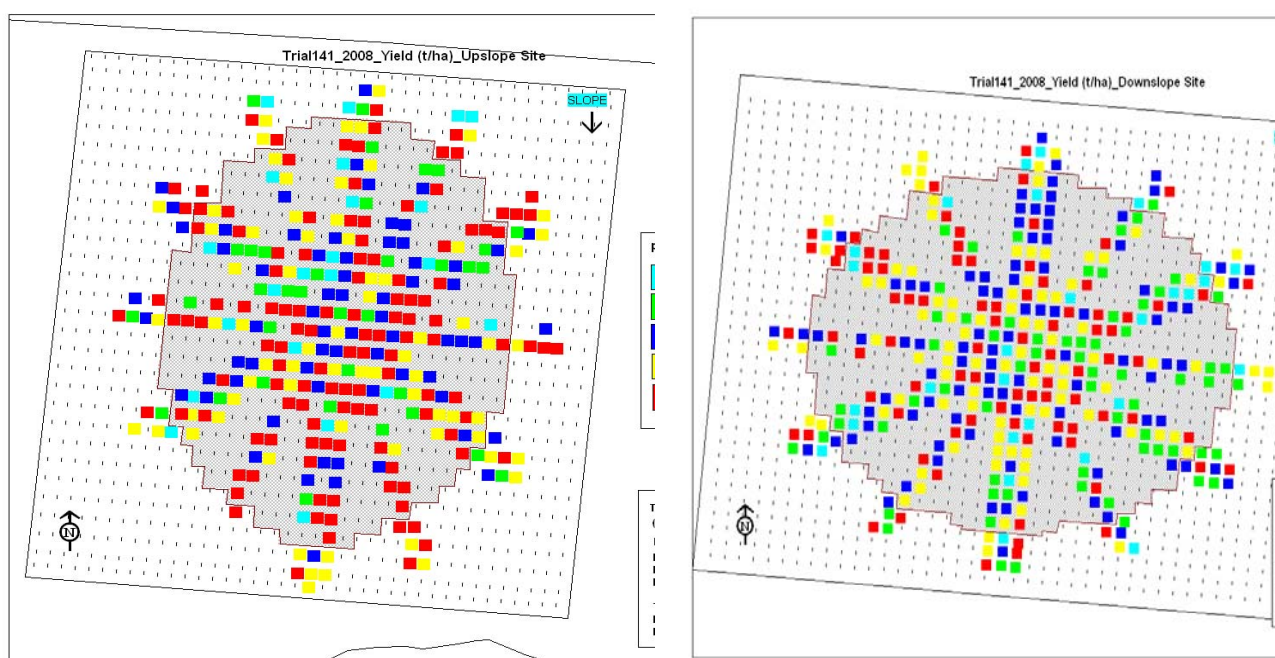 Trial141_2008_Yield (t/ha)_Upslope Site
SLOPE
N
Trial141_2008_Yield (t/ha)_Downslope Site
N